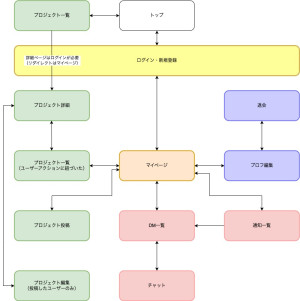 プロジェクト一覧
トップ
詳細ページはログインが必要
(リダイレクトはマイページ)
ログイン・新規登録
プロジェクト詳細
退会
プロジェクト一覧
(ユーザーアクションに紐づいた)
マイページ
プロフ編集
プロジェクト投稿
DM一覧
通知一覧
プロジェクト編集
(投稿したユーザーのみ)
チャット